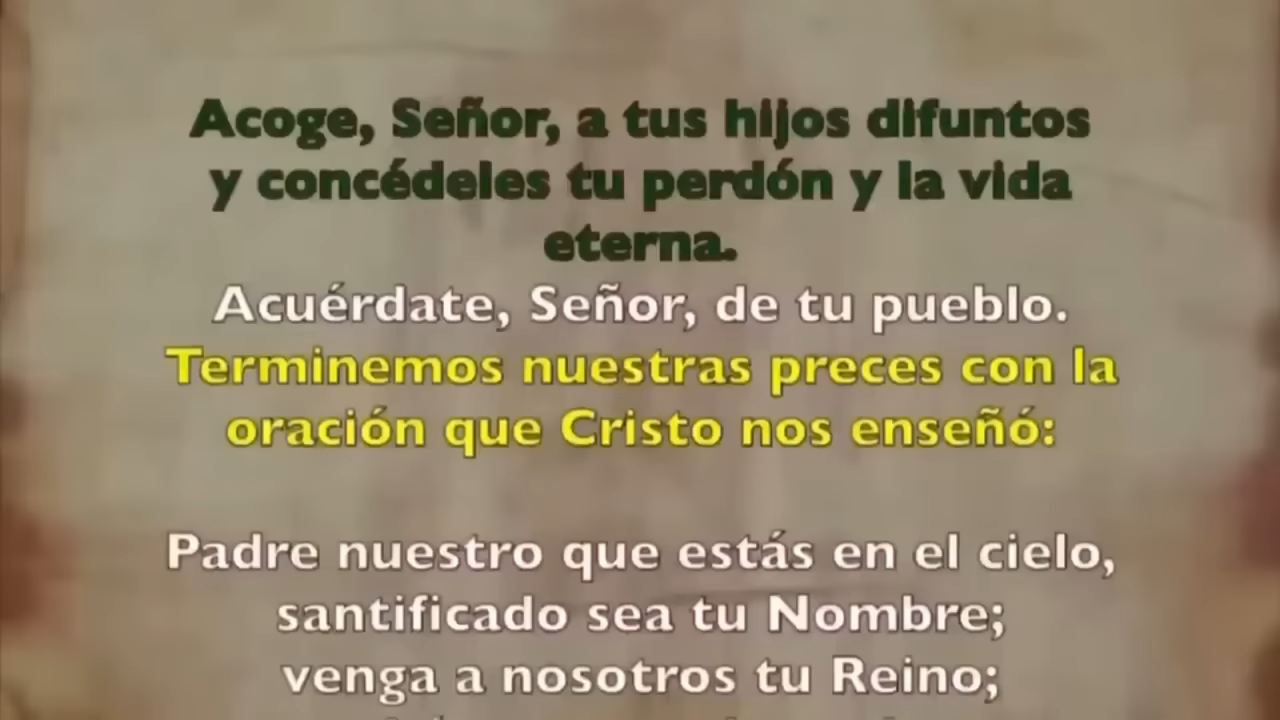 Acoge, Señor, a tus hijos difuntos
y concédeles tu perdón y la vida
eterna.
Acuérdate, Señor, de tu pueblo.
Terminemos nuestras preces con la
oración que Cristo nos enseñó:
Padre nuestro que estás en el cielo,
santificado sea tu Nombre;
venga a nosotros tu Reino;